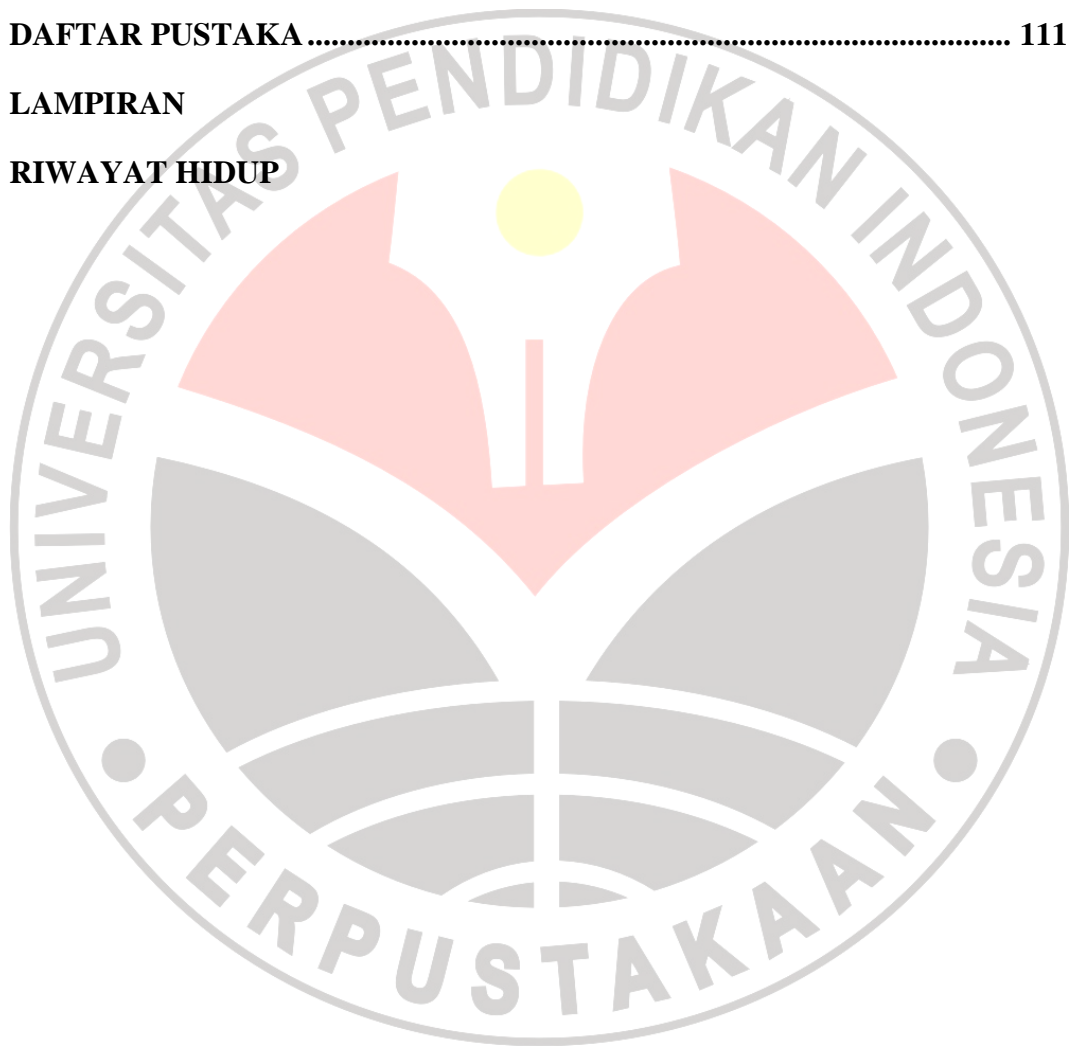 DAFTAR PUSTAKA ........................................................................................ 111
LAMPIRAN
RIWAYAT HIDUP
UNIVERSITAS PENDIDIKAN INDONESIA
PERPUSTAKAAN